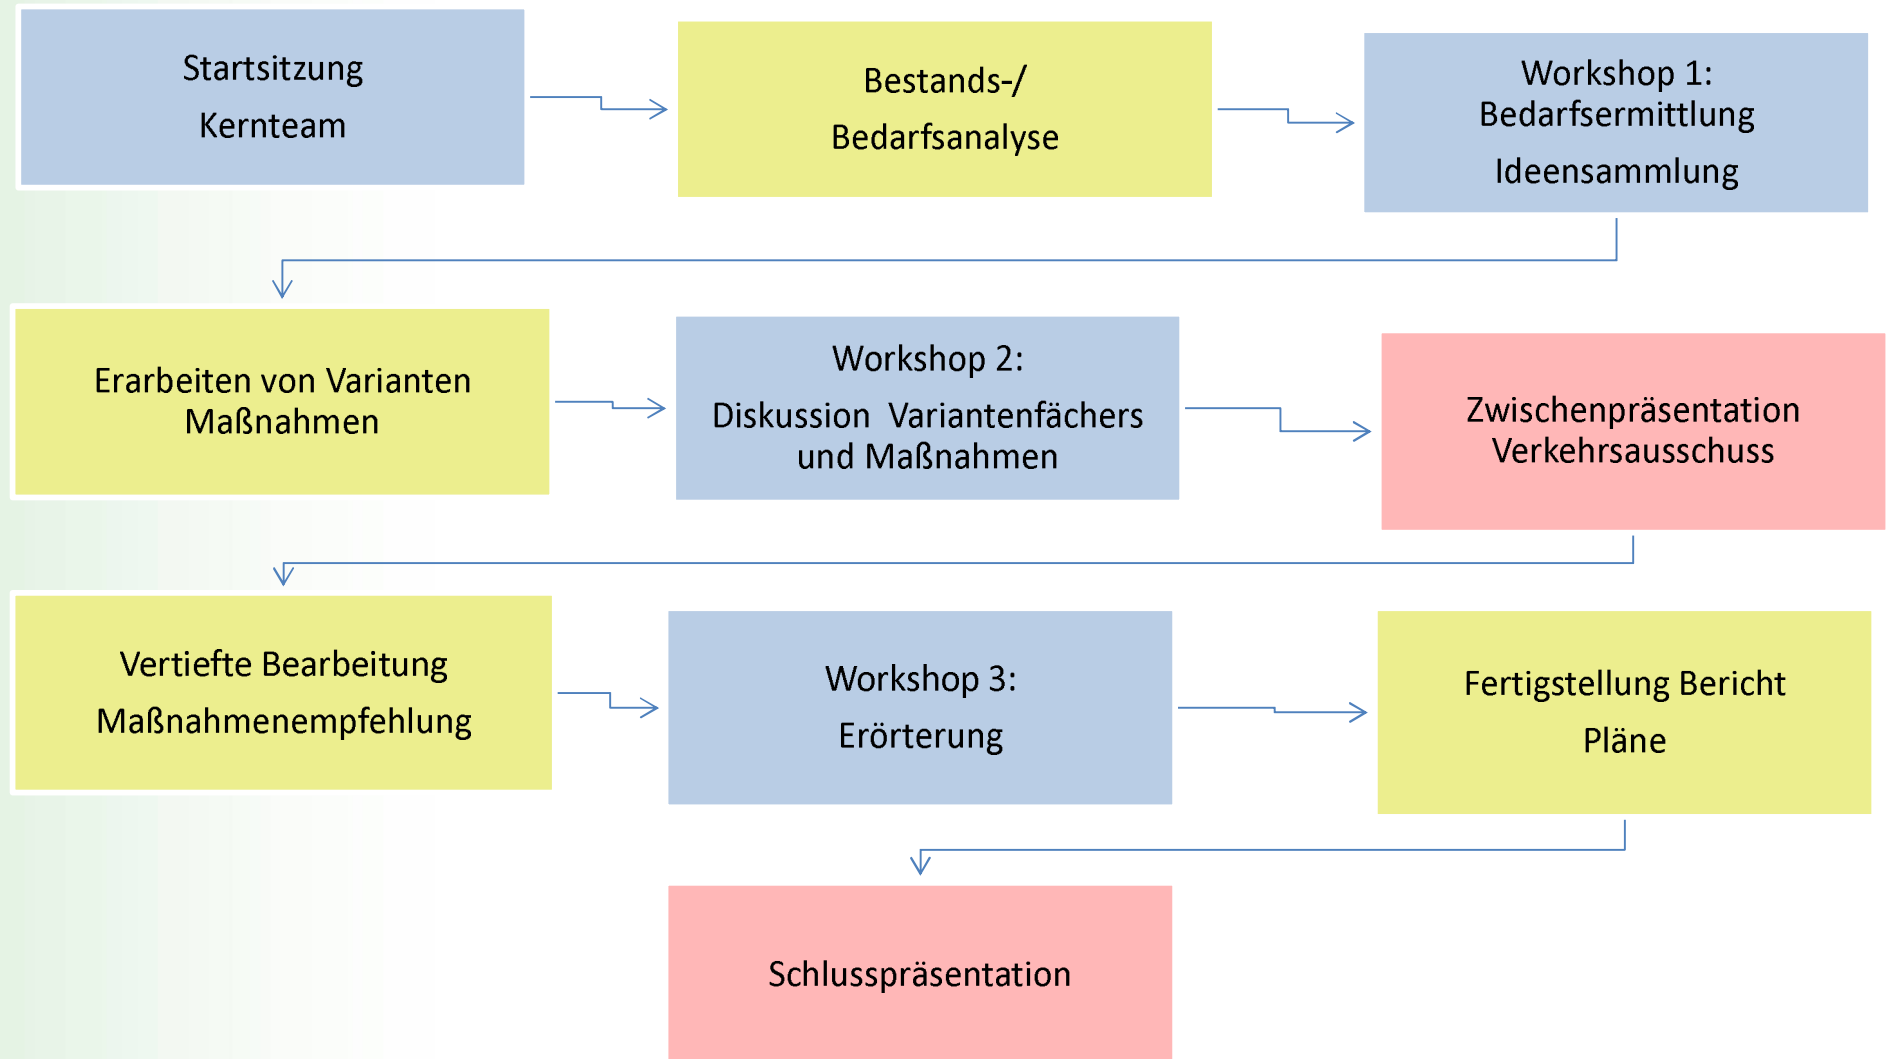 Startsitzung
Kernteam
Bestands-/
Bedarfsanalyse
Workshop 1:
Bedarfsermittlung
Ideensammlung
Erarbeiten von Varianten
Maßnahmen
Workshop 2:
Diskussion Variantenfächers
und Maßnahmen
Zwischenpräsentation
Verkehrsausschuss
Vertiefte Bearbeitung
Maßnahmenempfehlung
Workshop 3:
Erörterung
Fertigstellung Bericht
Pläne
Schlusspräsentation